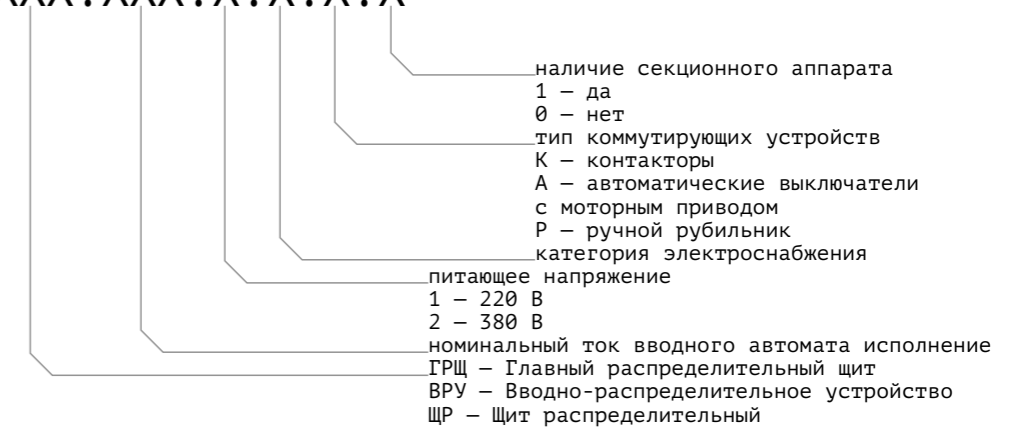 наличие секционного аппарата
1 – да
0 – нет
тип коммутирующих устройств
К – контакторы
А – автоматические выключатели
с моторным приводом
Р – ручной рубильник
категория электроснабжения
питающее напряжение
1 – 220 В
2 – 380 В
номинальный ток вводного автомата исполнение
ГРЩ – Главный распределительный щит
ВРУ – Вводно-распределительное устройство
ЩР – Щит распределительный